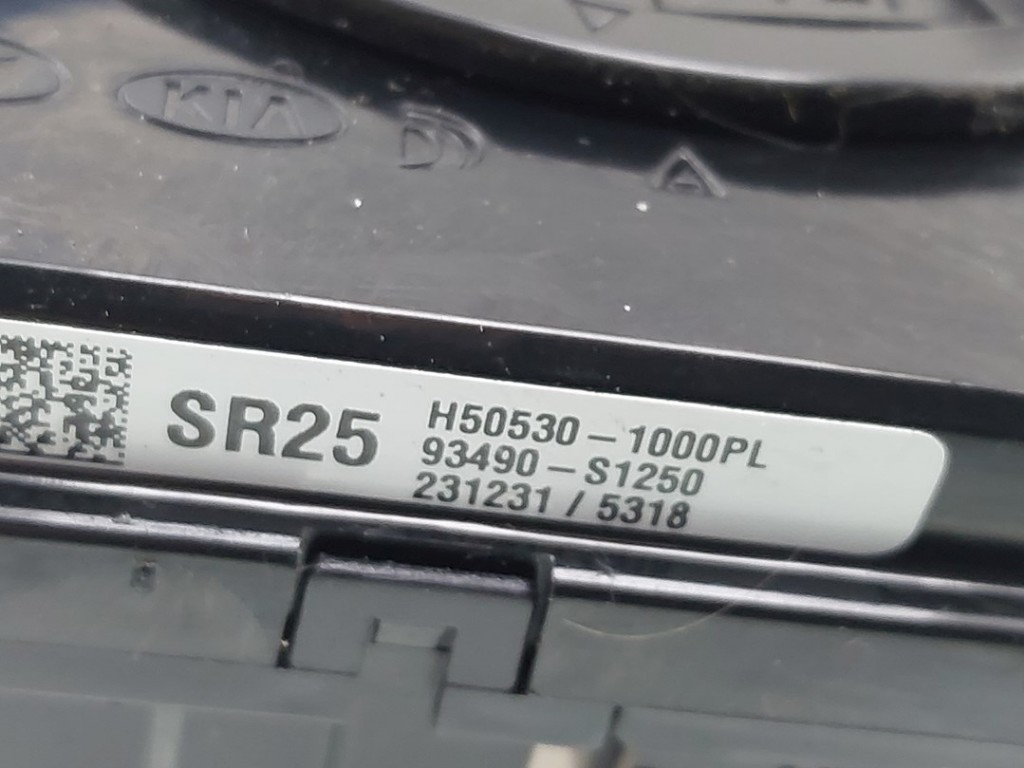 KIA
A
SR25
H50530-1000PL
93490-S1250
231231 / 5318